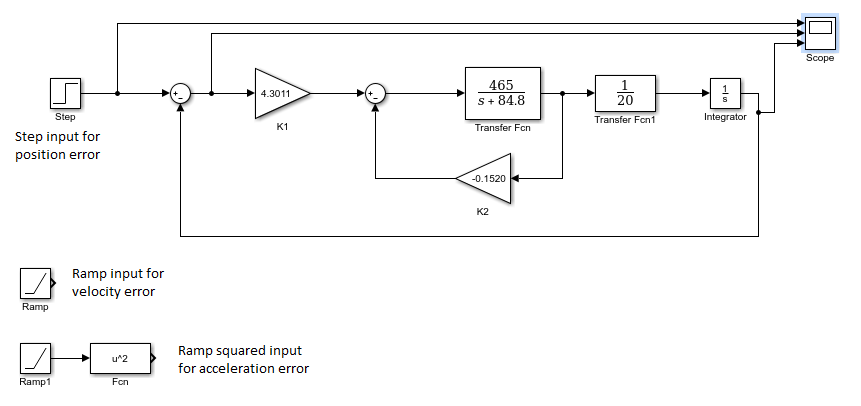 Scope
Step
+
-
4.3011
K1
+
-
465
s + 84.8
Transfer Fcn
1
20
Transfer Fcn1
1
s
Integrator
Step input for
position error
-0.1520
K2
Ramp
Ramp input for
velocity error
Ramp1
u^2
Fcn
Ramp squared input
for acceleration error